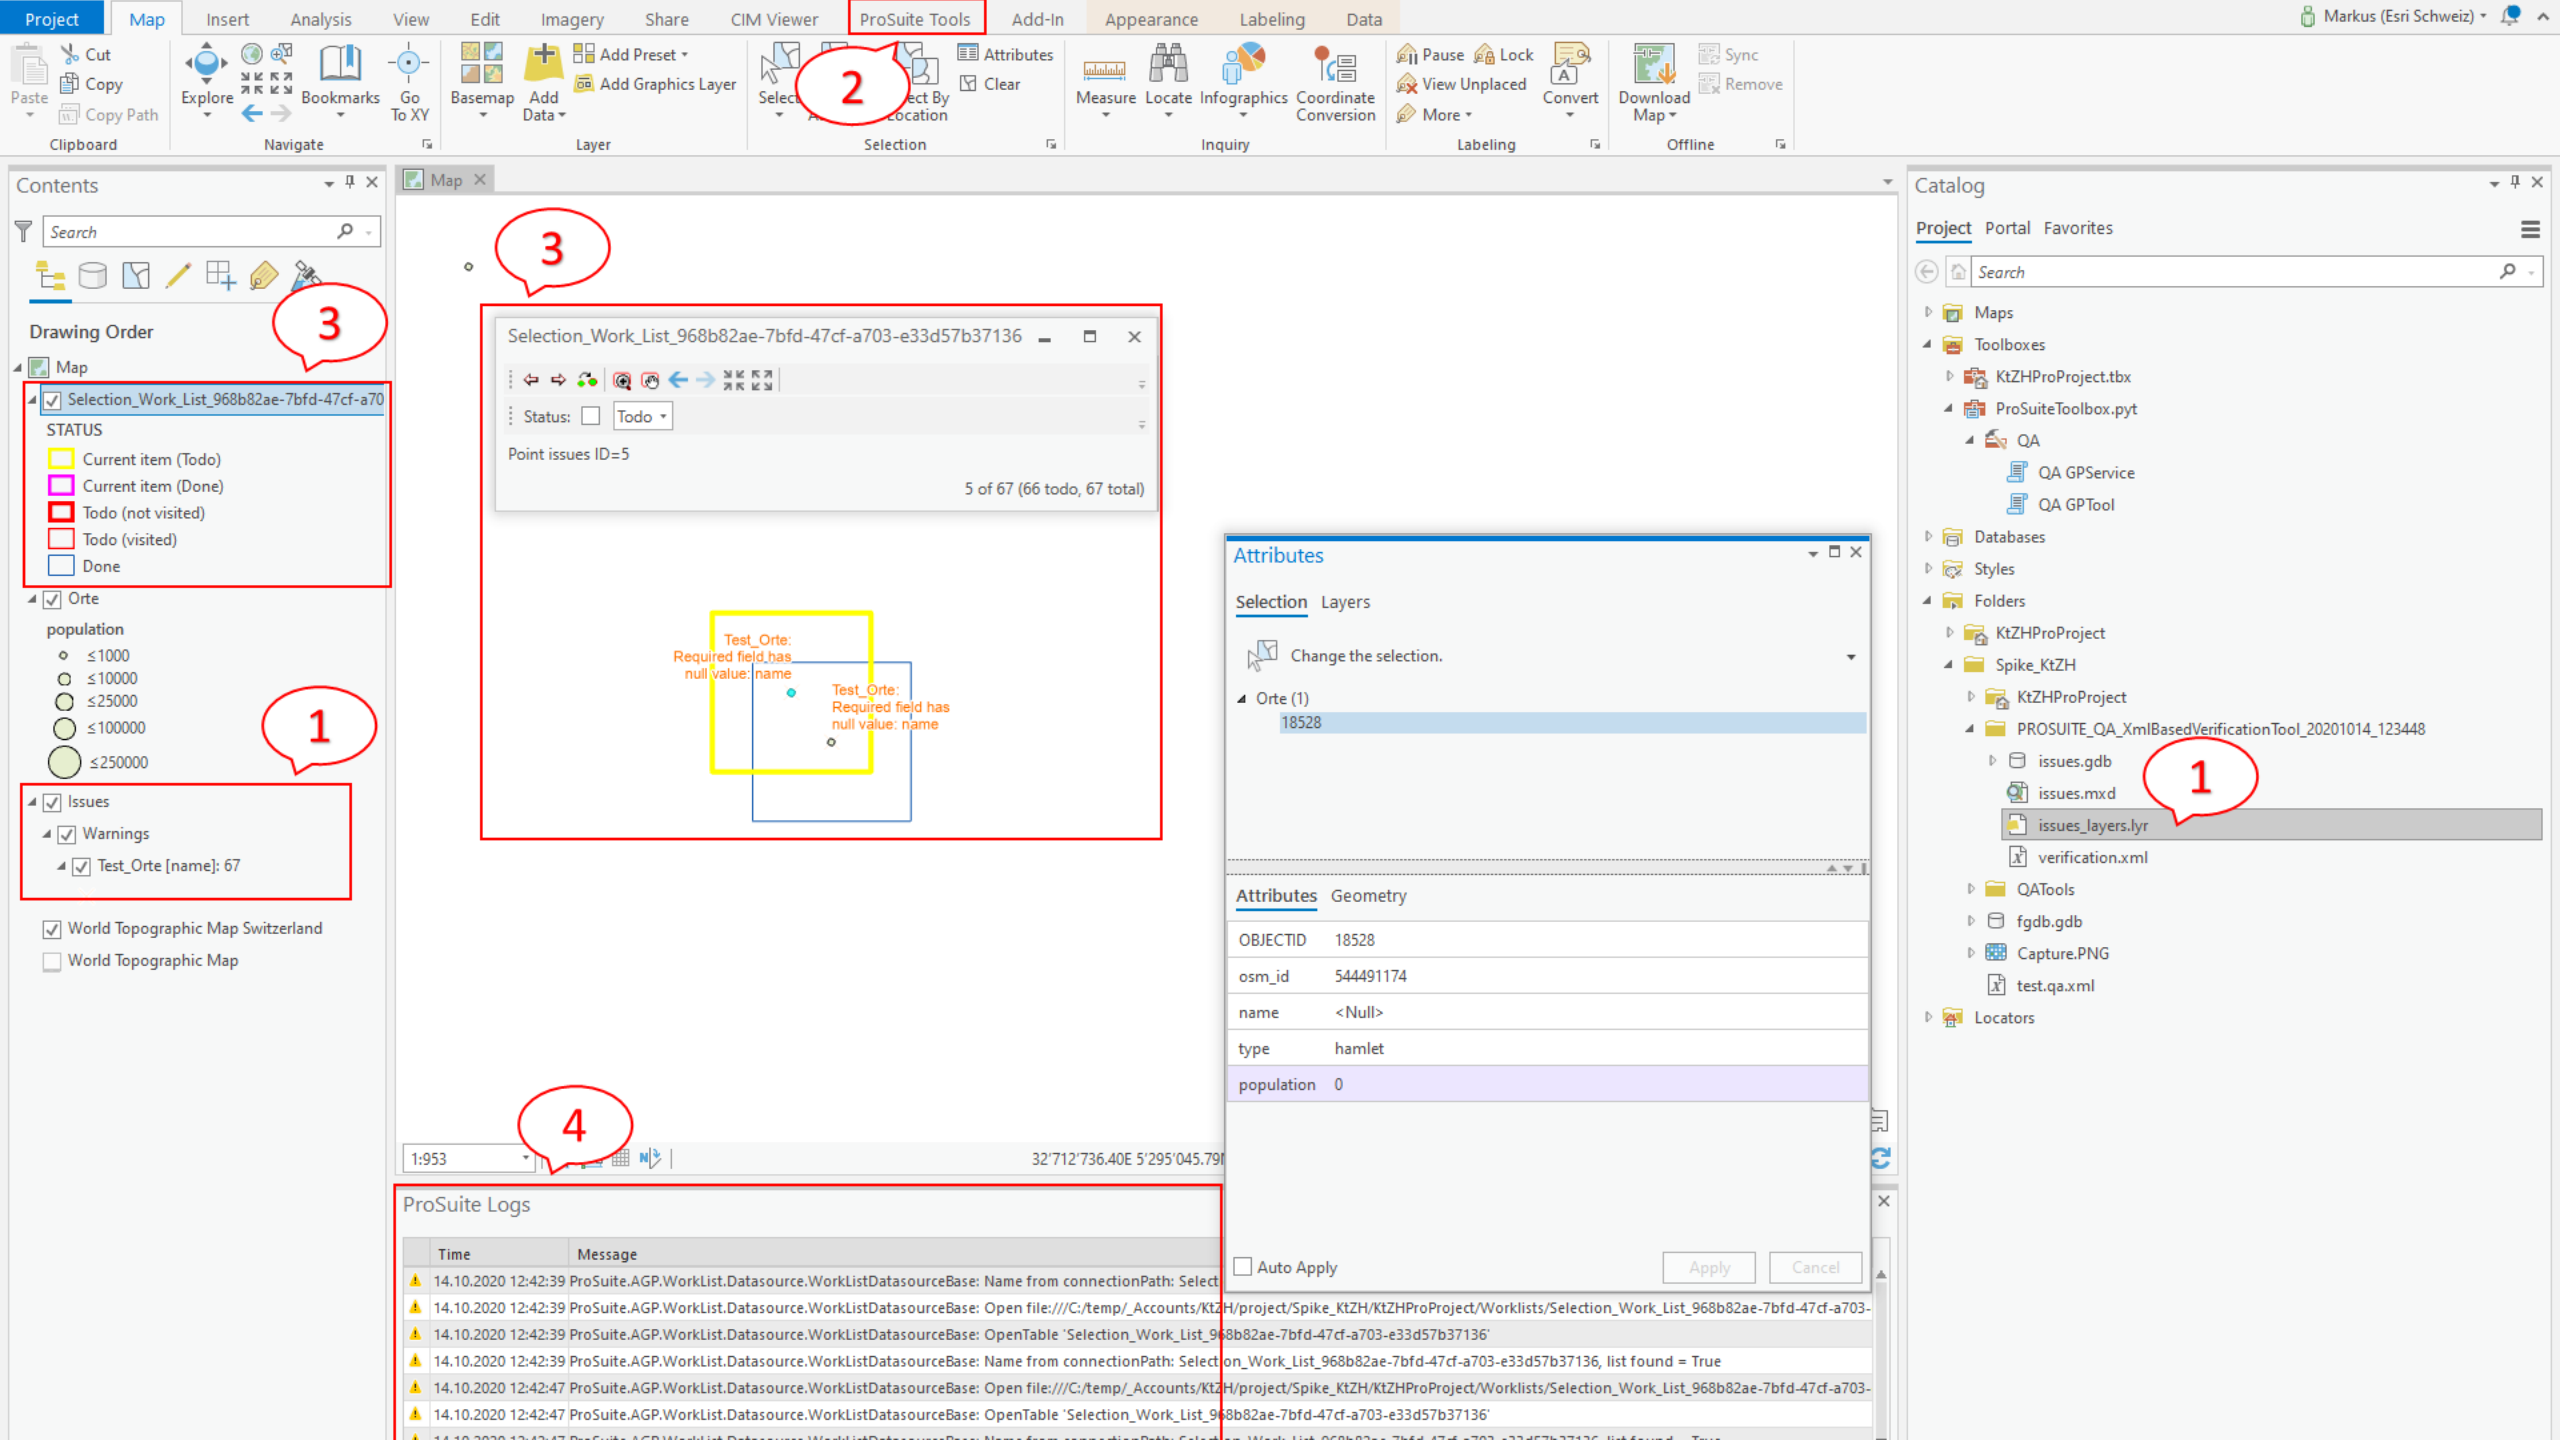 Project Map Insert Analysis View Edit Imagery Share CIM Viewer ProSuite Tools Add-In Appearance Labeling Data
Markus (Esri Schweiz)
Paste
Cut
Copy
Copy Path
Clipboard
Explore
Bookmarks
Go
To XY
Navigate
Basemap
Add
Data
Add Preset
Add Graphics Layer
Layer
Select
2
By
Location
Attributes
Clear
Selection
Measure Locate Infographics Coordinate
Conversion
Inquiry
Pause Lock
View Unplaced
More
Convert
Labeling
Download
Map
Sync
Remove
Offline
Contents
Search
3
Drawing Order
Map
Selection_Work_List_968b82ae-7bfd-47cf-a70
STATUS
Current item (Todo)
Current item (Done)
Todo (not visited)
Todo (visited)
Done
Orte
population
≤1000
≤10000
≤25000
≤100000
≤250000
1
Issues
Warnings
Test_Orte [name]: 67
World Topographic Map Switzerland
World Topographic Map
Map
3
Selection_Work_List_968b82ae-7bfd-47cf-a703-e33d57b37136
Status: Todo
Point issues ID=5
5 of 67 (66 todo, 67 total)
Test_Orte:
Required field has
null value: name
Test_Orte:
Required field has
null value: name
4
1:953
32'712'736.40E 5'295'045.79
Attributes
Selection Layers
Change the selection.
Orte (1)
18528
Attributes Geometry
OBJECTID 18528
osm_id 544491174
name <Null>
type hamlet
population 0
Auto Apply Apply Cancel
ProSuite Logs
Time Message
14.10.2020 12:42:39 ProSuite.AGP.WorkList.Datasource.WorkListDatasourceBase: Name from connectionPath: Select
14.10.2020 12:42:39 ProSuite.AGP.WorkList.Datasource.WorkListDatasourceBase: Open file:///C:/temp/_Accounts/KtZH/project/Spike_KtZH/KtZHProProject/Worklists/Selection_Work_List_968b82ae-7bfd-47cf-a703-
14.10.2020 12:42:39 ProSuite.AGP.WorkList.Datasource.WorkListDatasourceBase: OpenTable 'Selection_Work_List_968b82ae-7bfd-47cf-a703-e33d57b37136'
14.10.2020 12:42:39 ProSuite.AGP.WorkList.Datasource.WorkListDatasourceBase: Name from connectionPath: Selection_Work_List_968b82ae-7bfd-47cf-a703-e33d57b37136, list found = True
14.10.2020 12:42:47 ProSuite.AGP.WorkList.Datasource.WorkListDatasourceBase: Open file:///C:/temp/_Accounts/KtZH/project/Spike_KtZH/KtZHProProject/Worklists/Selection_Work_List_968b82ae-7bfd-47cf-a703-
14.10.2020 12:42:47 ProSuite.AGP.WorkList.Datasource.WorkListDatasourceBase: OpenTable 'Selection_Work_List_968b82ae-7bfd-47cf-a703-e33d57b37136'
Catalog
Project Portal Favorites
Search
Maps
Toolboxes
KtZHProProject.tbx
ProSuiteToolbox.pyt
QA
QA GPService
QA GPTool
Databases
Styles
Folders
KtZHProProject
Spike_KtZH
KtZHProProject
PROSUITE_QA_XmlBasedVerificationTool_20201014_123448
issues.gdb
1
issues.mxd
issues_layers.lyr
verification.xml
QATools
fgdb.gdb
Capture.PNG
test.qa.xml
Locators